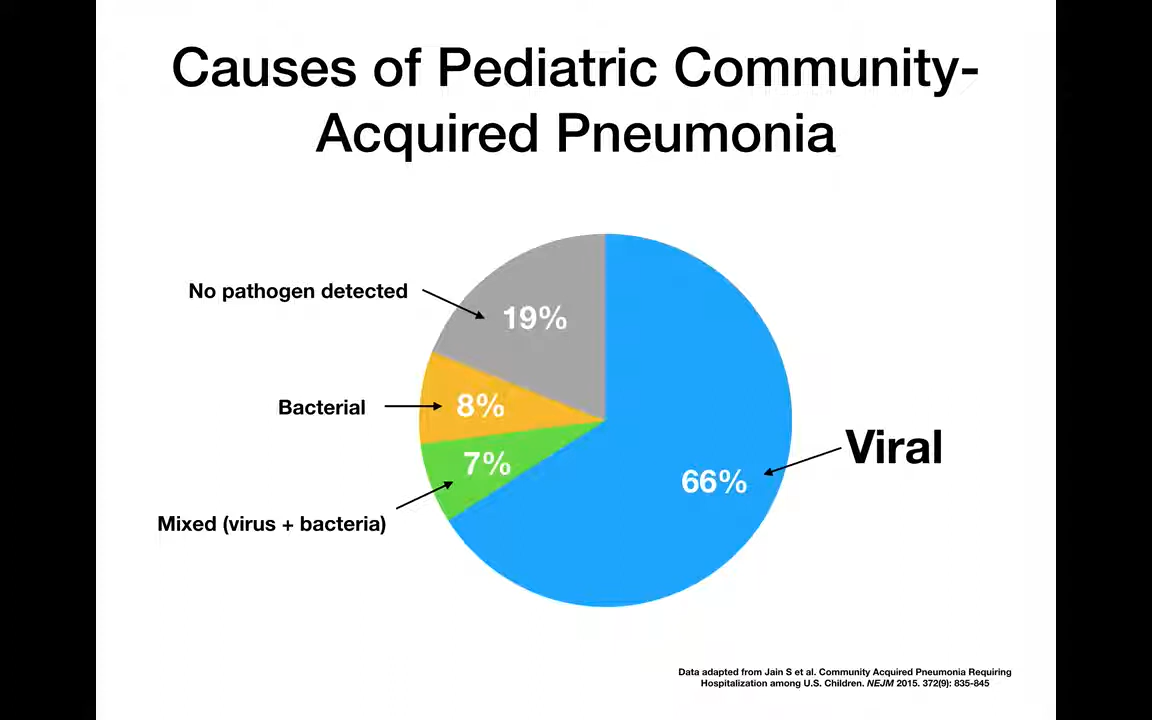 Causes of Pediatric Community-
Acquired Pneumonia
No pathogen detected
19%
Bacterial
8%
Viral
7%
66%
Mixed (virus + bacteria)
Data adapted from Jain S et al. Community Acquired Pneumonia Requiring
Hospitalization among U.S. Children. NEJM 2015. 372(9): 835-845